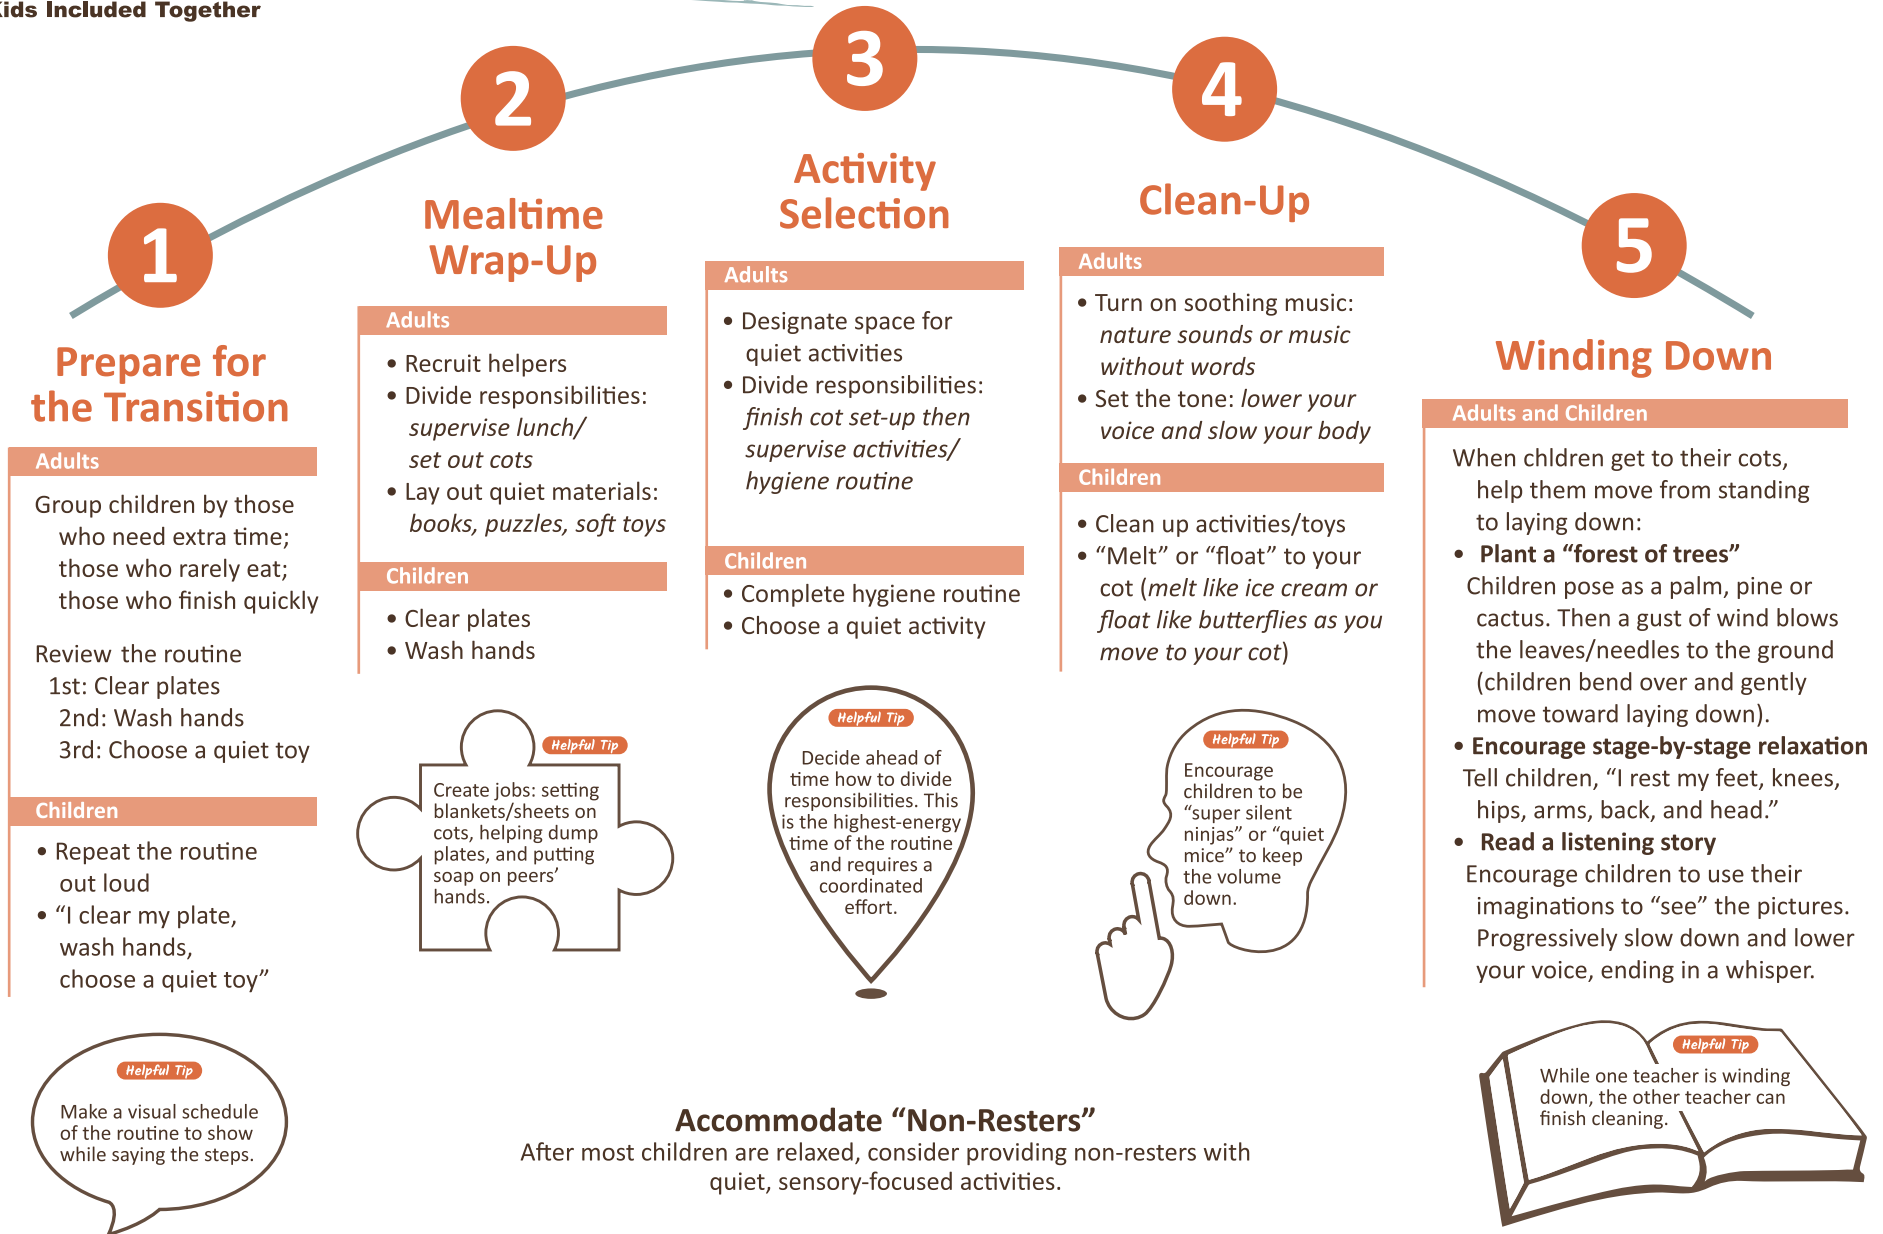 Kids Included Together
1
Prepare for
the Transition
Adults
Group children by those
who need extra time;
those who rarely eat;
those who finish quickly
Review the routine
1st: Clear plates
2nd: Wash hands
3rd: Choose a quiet toy
Children
• Repeat the routine
out loud
• “I clear my plate,
wash hands,
choose a quiet toy”
Helpful Tip
Make a visual schedule
of the routine to show
while saying the steps.
2
Mealtime
Wrap-Up
Adults
• Recruit helpers
• Divide responsibilities:
supervise lunch/
set out cots
• Lay out quiet materials:
books, puzzles, soft toys
Children
• Clear plates
• Wash hands
Helpful Tip
Create jobs: setting
blankets/sheets on
cots, helping dump
plates, and putting
soap on peers’
hands.
3
Activity
Selection
Adults
• Designate space for
quiet activities
• Divide responsibilities:
finish cot set-up then
supervise activities/
hygiene routine
Children
• Complete hygiene routine
• Choose a quiet activity
Helpful Tip
Decide ahead of
time how to divide
responsibilities. This
is the highest-energy
time of the routine
and requires a
coordinated
effort.
4
Clean-Up
Adults
• Turn on soothing music:
nature sounds or music
without words
• Set the tone: lower your
voice and slow your body
Children
• Clean up activities/toys
• “Melt” or “float” to your
cot (melt like ice cream or
float like butterflies as you
move to your cot)
Helpful Tip
Encourage
children to be
“super silent
ninjas” or “quiet
mice” to keep
the volume
down.
5
Winding Down
Adults and Children
When chldren get to their cots,
help them move from standing
to laying down:
• Plant a “forest of trees”
Children pose as a palm, pine or
cactus. Then a gust of wind blows
the leaves/needles to the ground
(children bend over and gently
move toward laying down).
• Encourage stage-by-stage relaxation
Tell children, “I rest my feet, knees,
hips, arms, back, and head.”
• Read a listening story
Encourage children to use their
imaginations to “see” the pictures.
Progressively slow down and lower
your voice, ending in a whisper.
Helpful Tip
While one teacher is winding
down, the other teacher can
finish cleaning.
Accommodate “Non-Resters”
After most children are relaxed, consider providing non-resters with
quiet, sensory-focused activities.